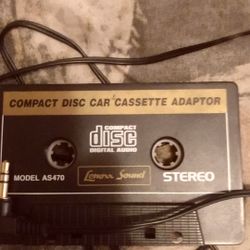 COMPACT DISC CAR CASSETTE ADAPTOR
COMPACT
disc
DIGITAL AUDIO
MODEL AS470
Lenoxx Sound
STEREO